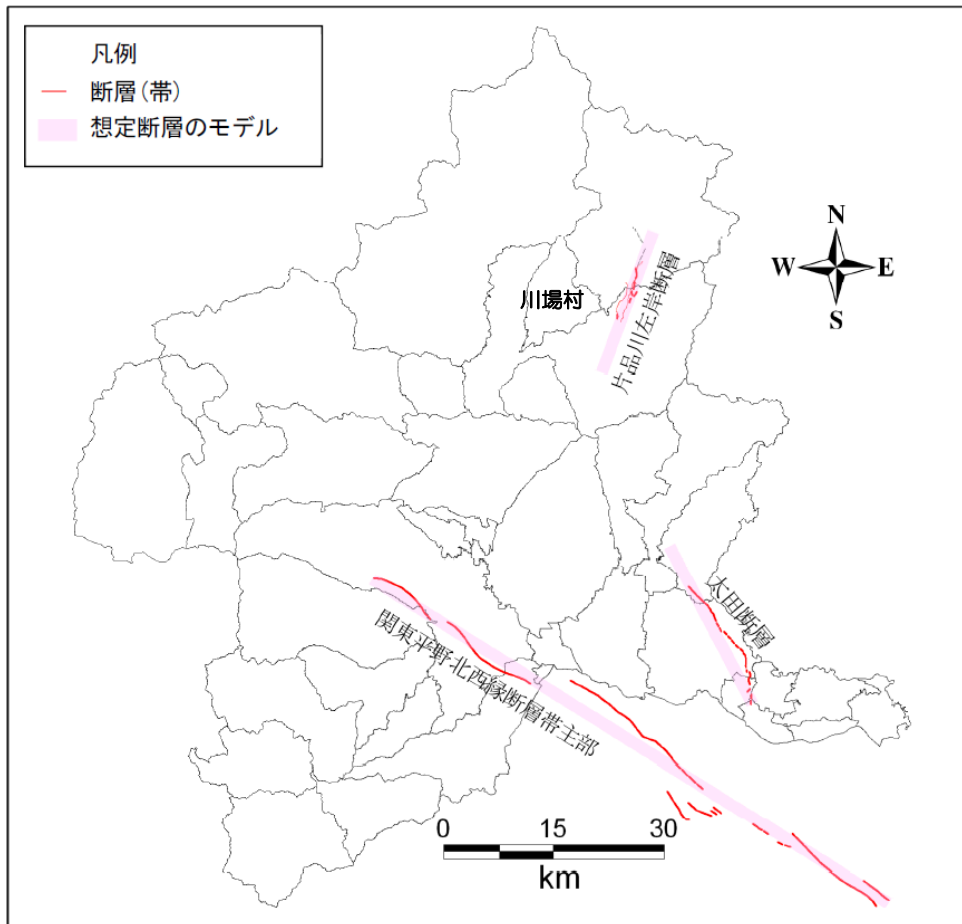 凡例
断層(帯)
想定断層のモデル
N
W
E
S
川場村
片品川左岸断層
太田断層
関東平野北西縁断層帯主部
0 15 30
km